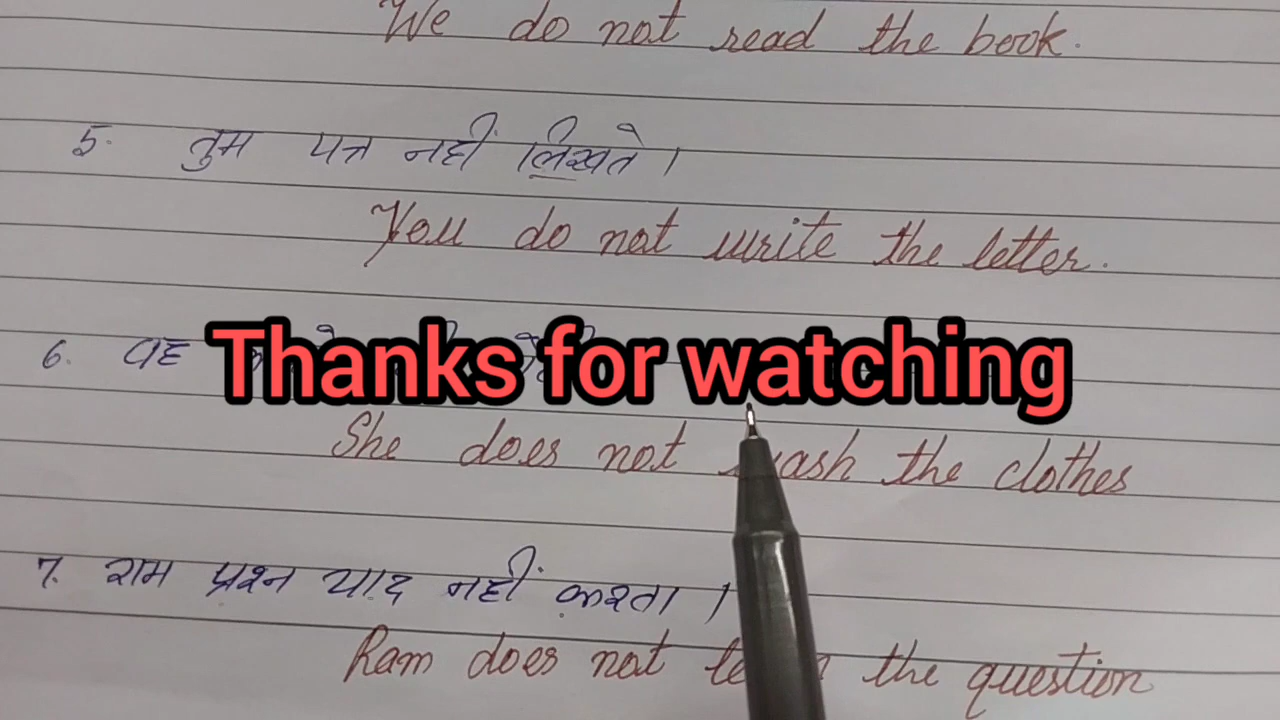 We do not read the book.
5. तुम पत्र नहीं लिखते।
You do not write the letter.
6. वह
Thanks for watching
She does not wash the clothes
7. राम प्रश्न याद नहीं करता।
Ram does not the question